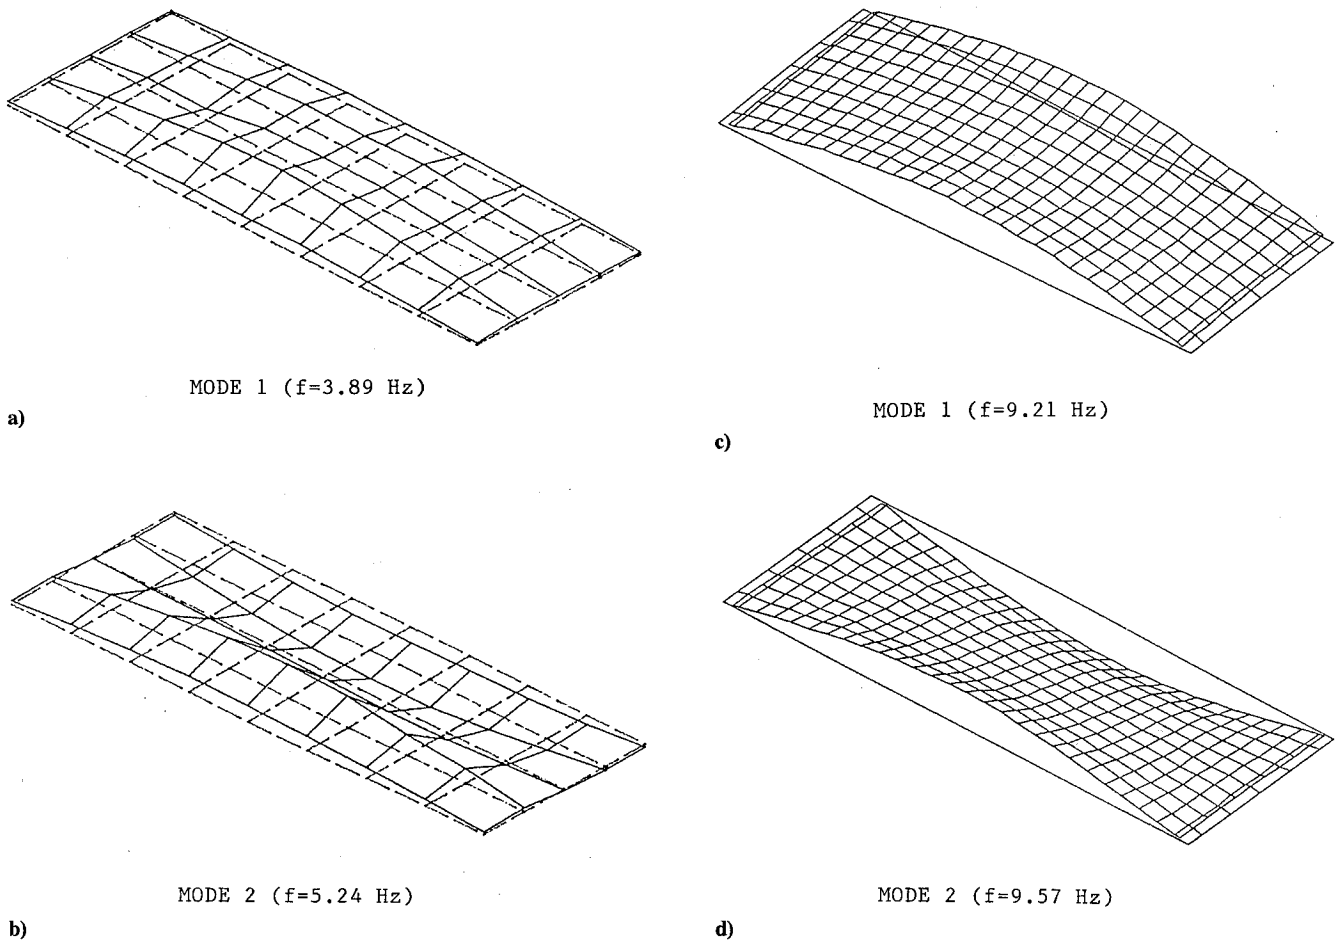 MODE 1 (f=3.89 Hz)
a)
MODE 1 (f=9.21 Hz)
c)
MODE 2 (f=5.24 Hz)
b)
MODE 2 (f=9.57 Hz)
d)